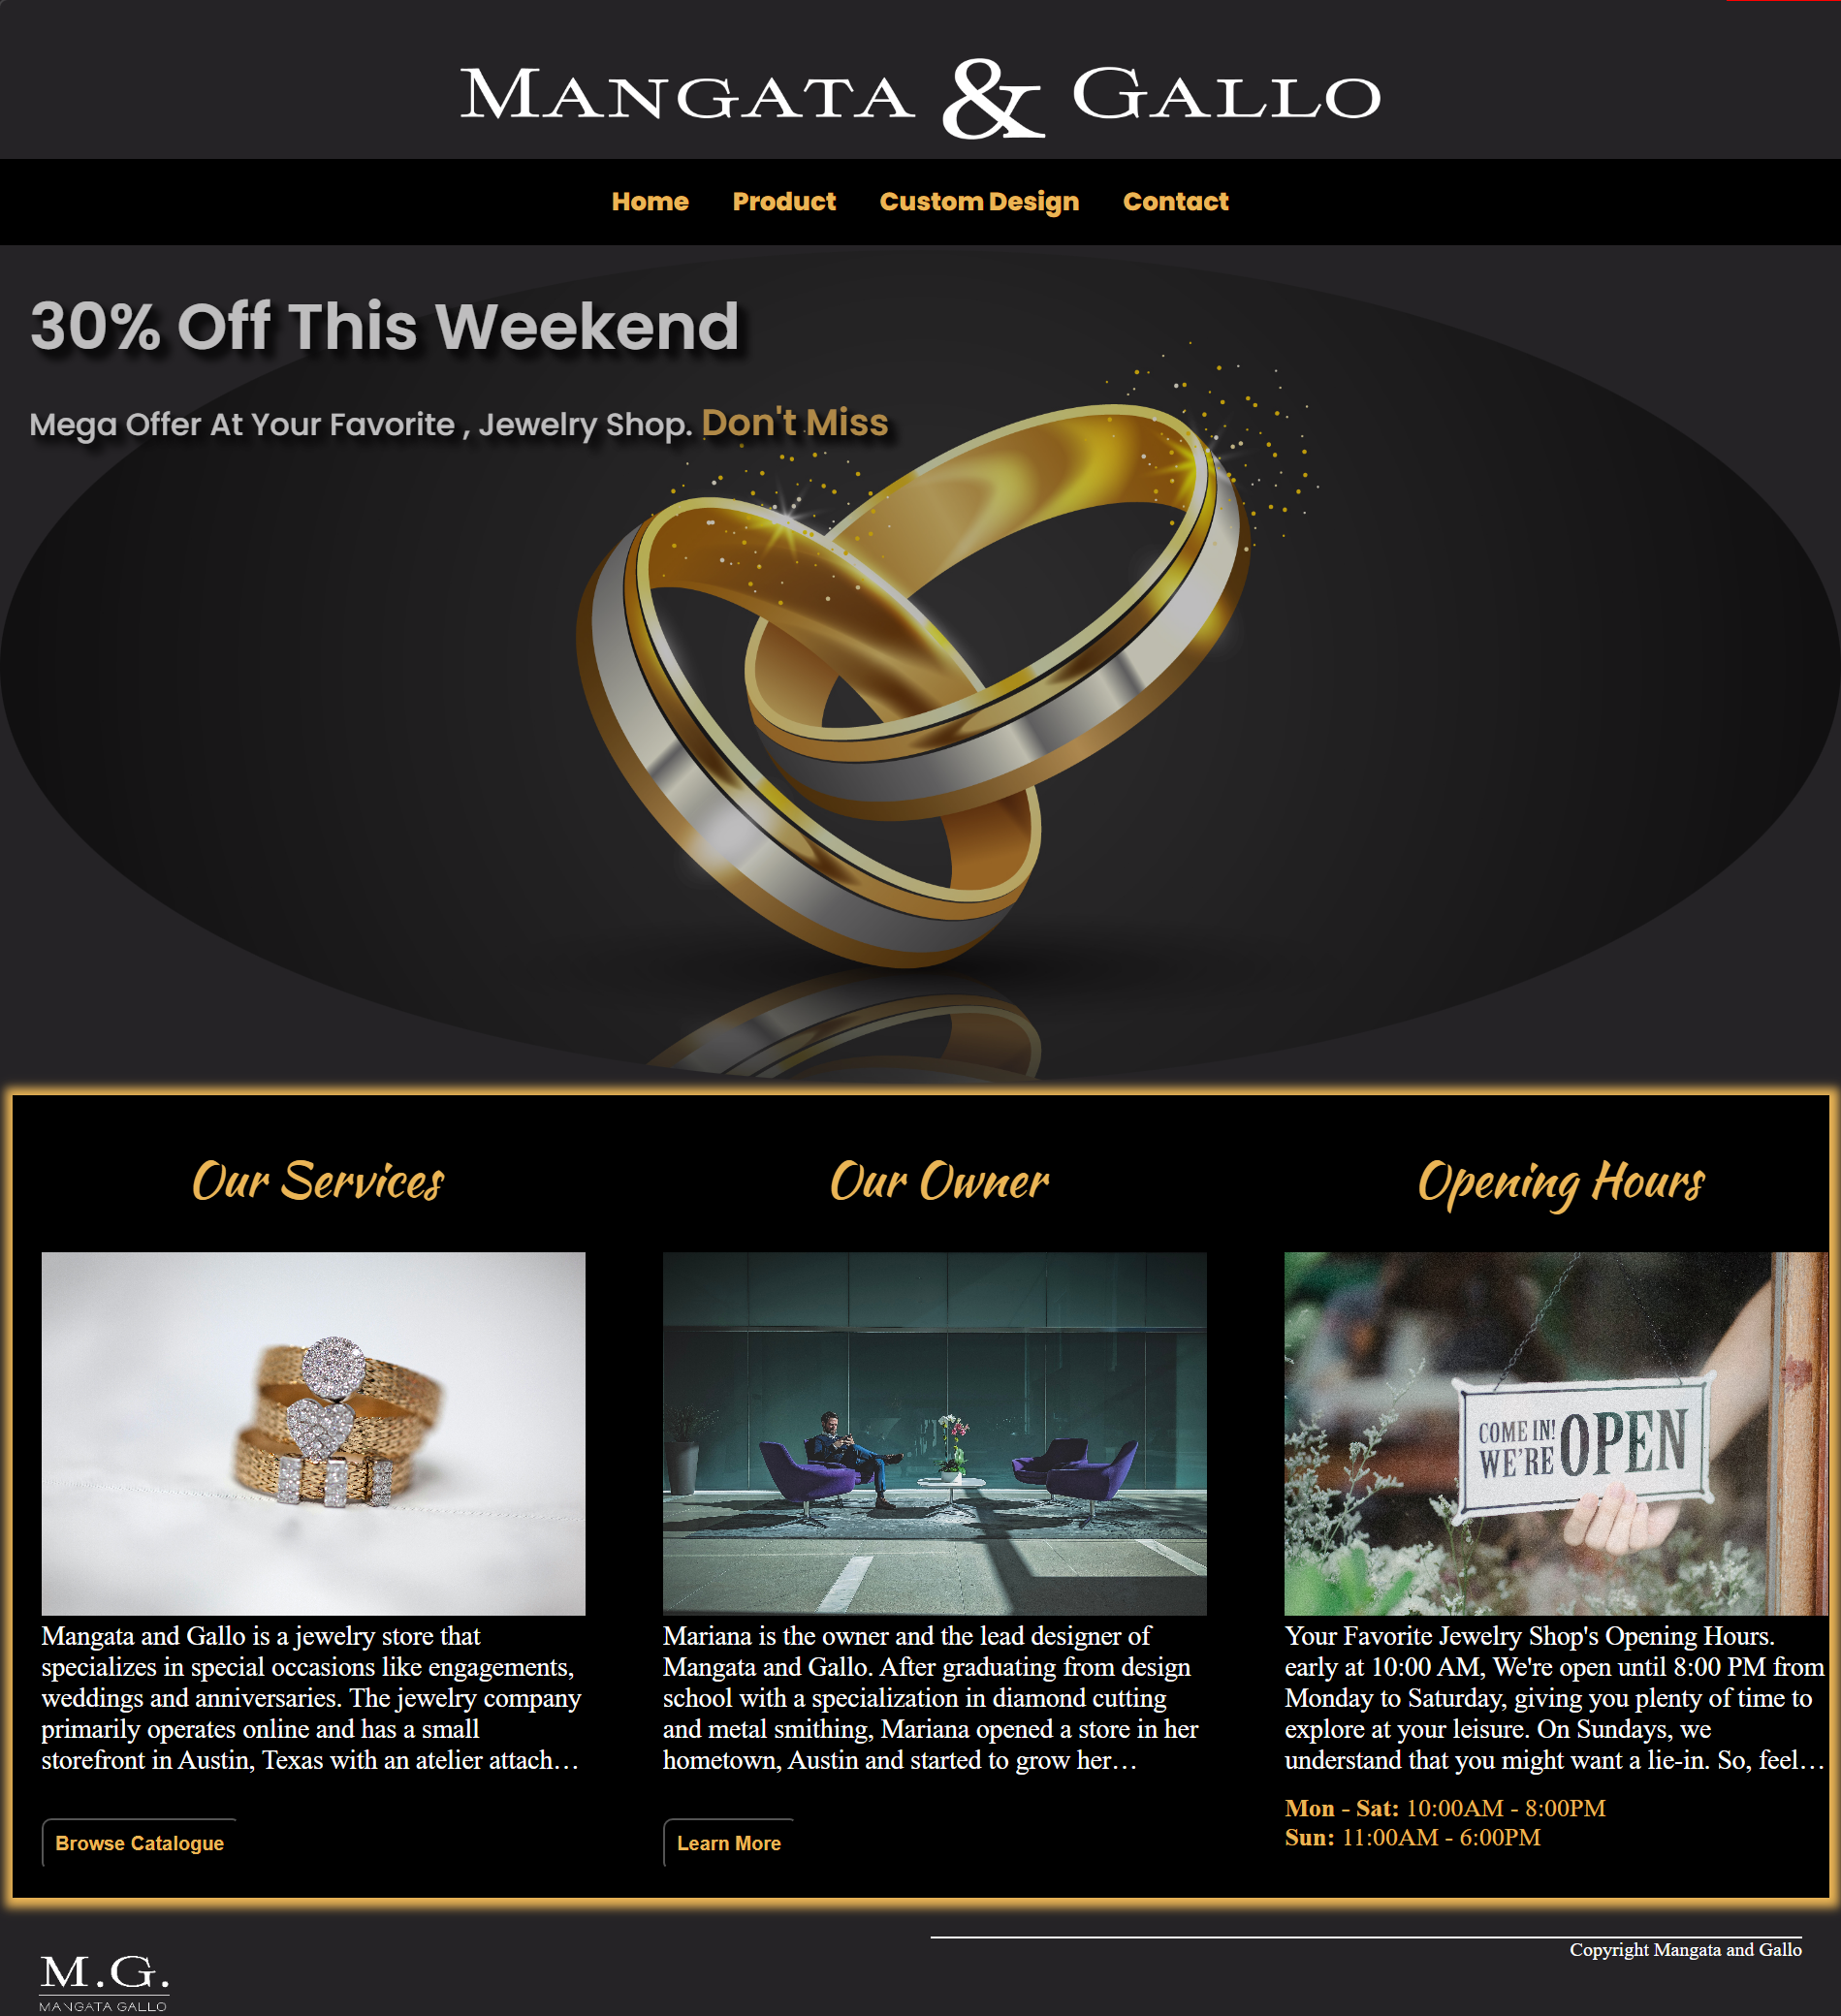 MANGATA & GALLO
Home Product Custom Design Contact
30% Off This Weekend
Mega Offer At Your Favorite , Jewelry Shop. Don't Miss
Our Services
Mangata and Gallo is a jewelry store that
specializes in special occasions like engagements,
weddings and anniversaries. The jewelry company
primarily operates online and has a small
storefront in Austin, Texas with an atelier attach…
Browse Catalogue
Our Owner
Mariana is the owner and the lead designer of
Mangata and Gallo. After graduating from design
school with a specialization in diamond cutting
and metal smithing, Mariana opened a store in her
hometown, Austin and started to grow her…
Learn More
Opening Hours
COME IN!
WE'RE OPEN
Your Favorite Jewelry Shop's Opening Hours.
early at 10:00 AM, We're open until 8:00 PM from
Monday to Saturday, giving you plenty of time to
explore at your leisure. On Sundays, we
understand that you might want a lie-in. So, feel…
Mon - Sat: 10:00AM - 8:00PM
Sun: 11:00AM - 6:00PM
M.G.
MANGATA GALLO
Copyright Mangata and Gallo